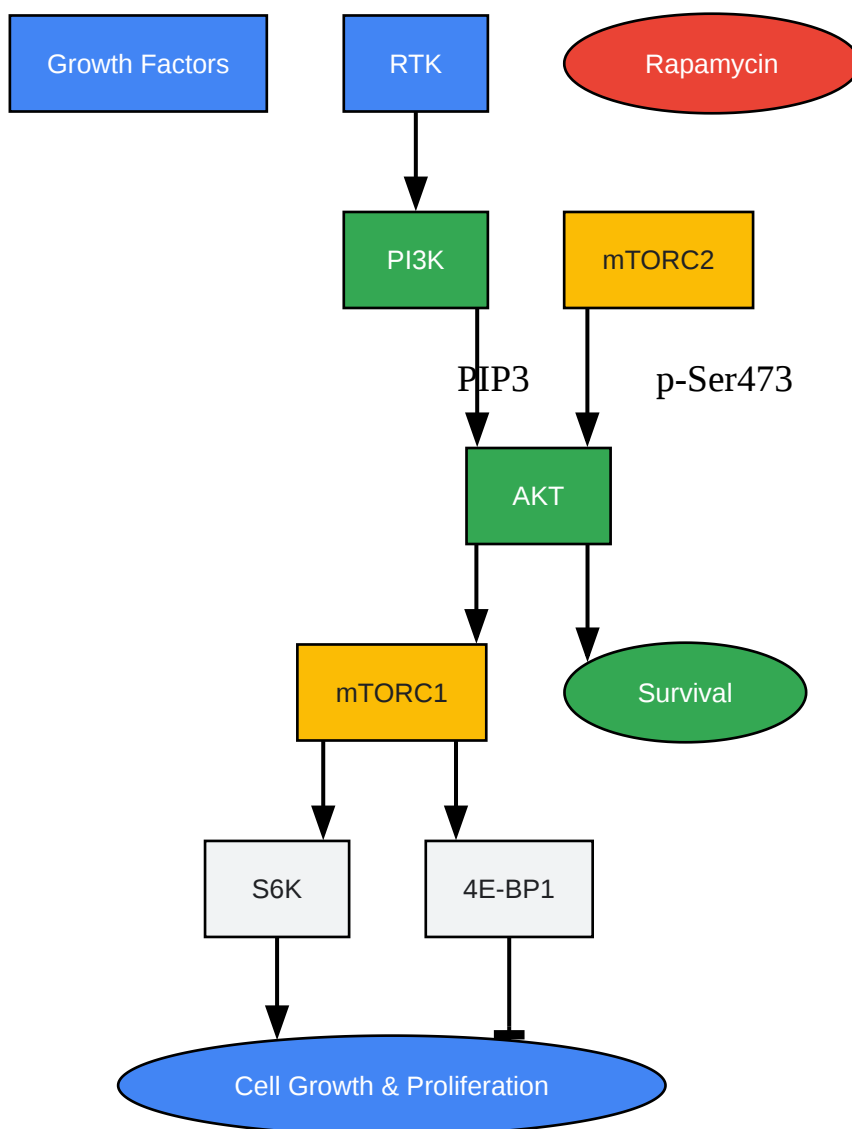 Growth Factors
RTK
Rapamycin
PI3K
mTORC2
PIP3
p-Ser473
AKT
mTORC1
Survival
S6K
4E-BP1
Cell Growth & Proliferation